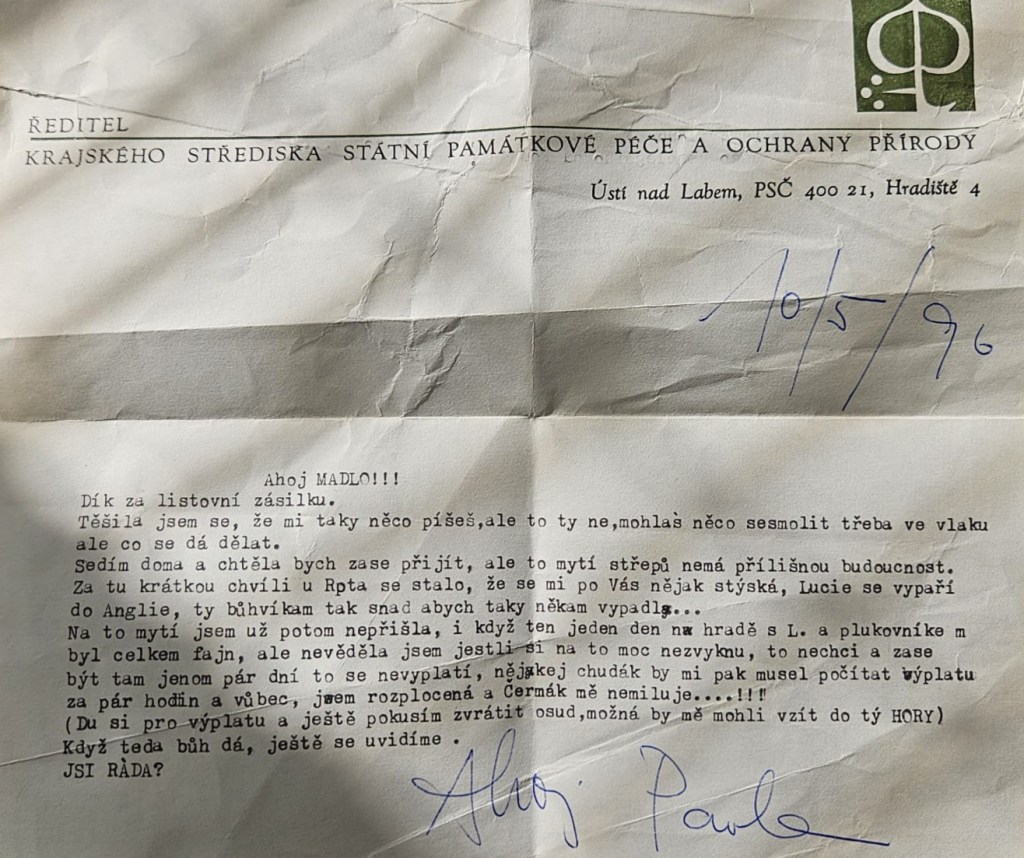 ŘEDITEL
KRAJSKÉHO STŘEDISKA STÁTNÍ PAMÁTKOVÉ PÉČE A OCHRANY PŘÍRODY
Ústí nad Labem, PSČ 400 21, Hradiště 4
10/5/96
Ahoj MADLO!!!
Dík za listovní zásilku.
Těšila jsem se, že mi taky něco píšeš,ale to ty ne,mohlas něco sesmolit třeba ve vlaku
ale co se dá dělat.
Sedím doma a chtěla bych zase přijít, ale to mytí střepů nemá přílišnou budoucnost.
Za tu krátkou chvíli u Rpta se stalo, že se mi po Vás nějak stýská, Lucie se vypaří
do Anglie, ty bůhvíkam tak snad abych taky někam vypadla...
Na to mytí jsem už potom nepřišla, i když ten jeden den na hradě s L. a plukovníke m
byl celkem fajn, ale nevěděla jsem jestli si na to moc nezvyknu, to nechci a zase
být tam jenom pár dní to se nevyplatí, nějakej chudák by mi pak musel počítat výplatu
za pár hodin a vůbec, jsem rozplocená a Čermák mě nemiluje....!!!
(Du si pro výplatu a ještě pokusím zvrátit osud,možná by mě mohli vzít do tý HORY)
Když teda bůh dá, ještě se uvidíme .
JSI RÀDA?
Ahoj Pavla